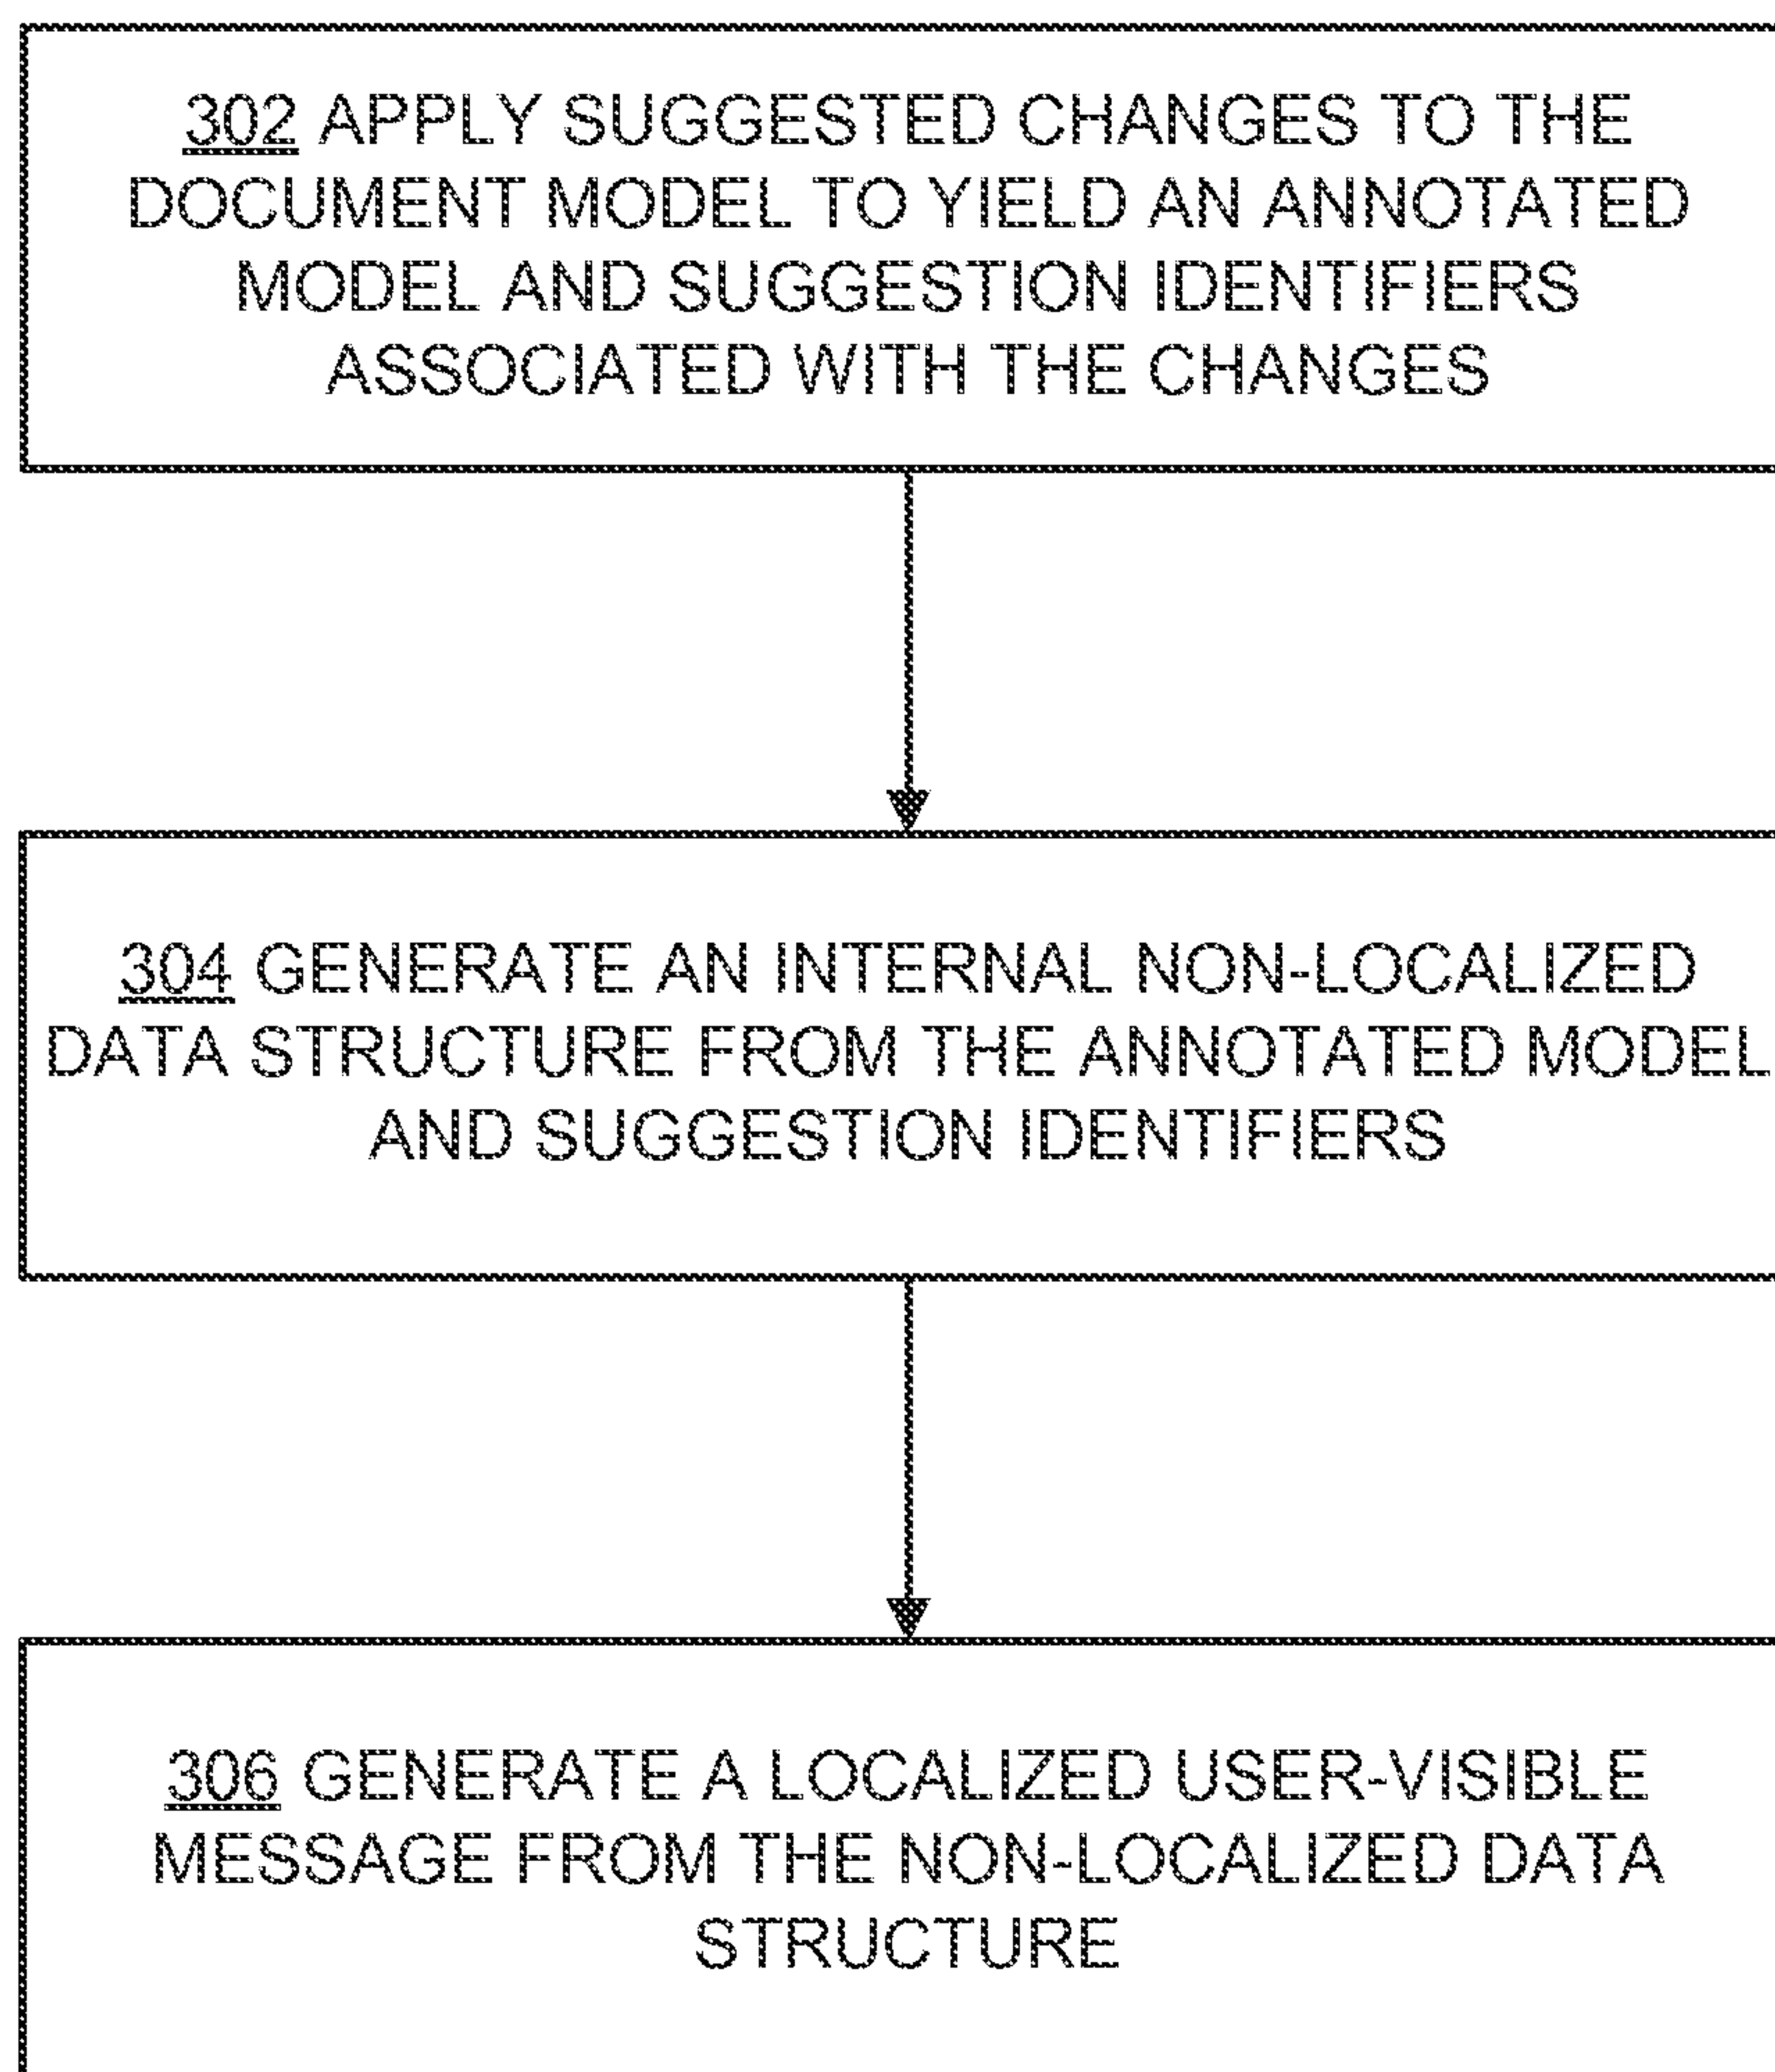 302 APPLY SUGGESTED CHANGES TO THE
DOCUMENT MODEL TO YIELD AN ANNOTATED
MODEL AND SUGGESTION IDENTIFIERS
ASSOCIATED WITH THE CHANGES
304 GENERATE AN INTERNAL NON-LOCALIZED
DATA STRUCTURE FROM THE ANNOTATED MODEL
AND SUGGESTION IDENTIFIERS
306 GENERATE A LOCALIZED USER-VISIBLE
MESSAGE FROM THE NON-LOCALIZED DATA
STRUCTURE